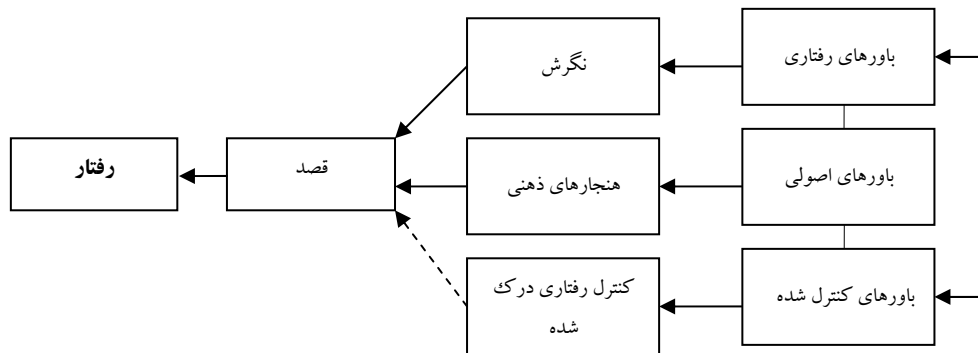 باورهای رفتاری
نگرش
باورهای اصولی
هنجارهای ذهنی
قصد
رفتار
باورهای کنترل شده
کنترل رفتاری درک
شده